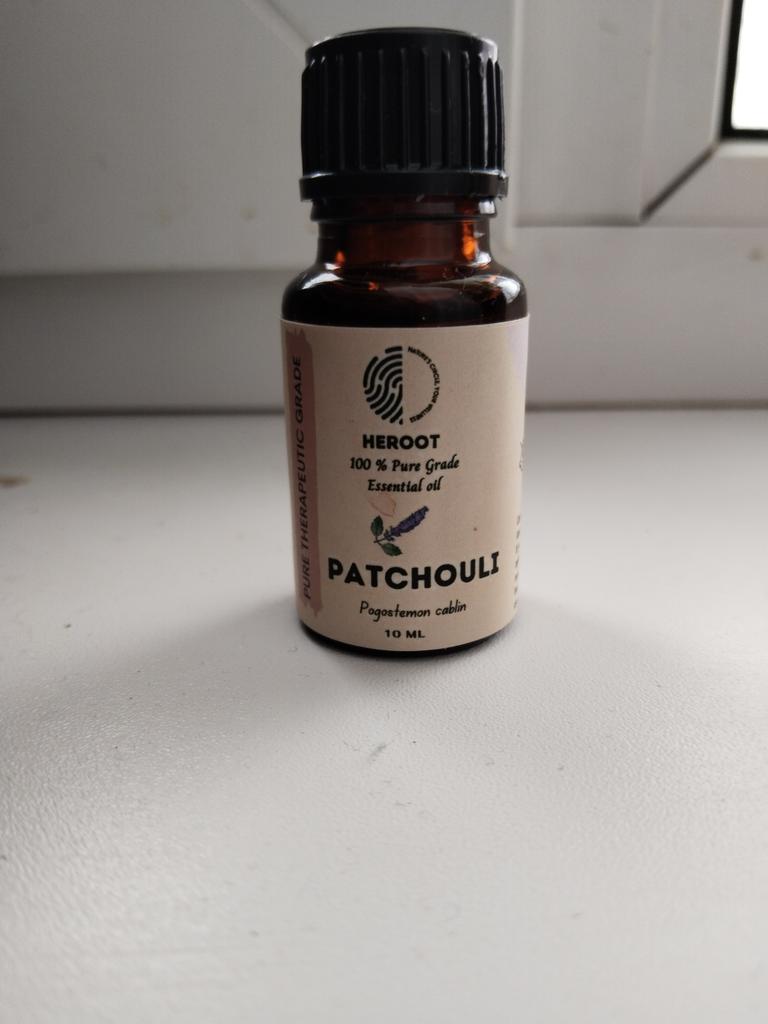 PURE THERAPEUTIC GRADE
HEROOT
100 % Pure Grade
Essential oil
PATCHOULI
Pogostemon cablin
10 ML